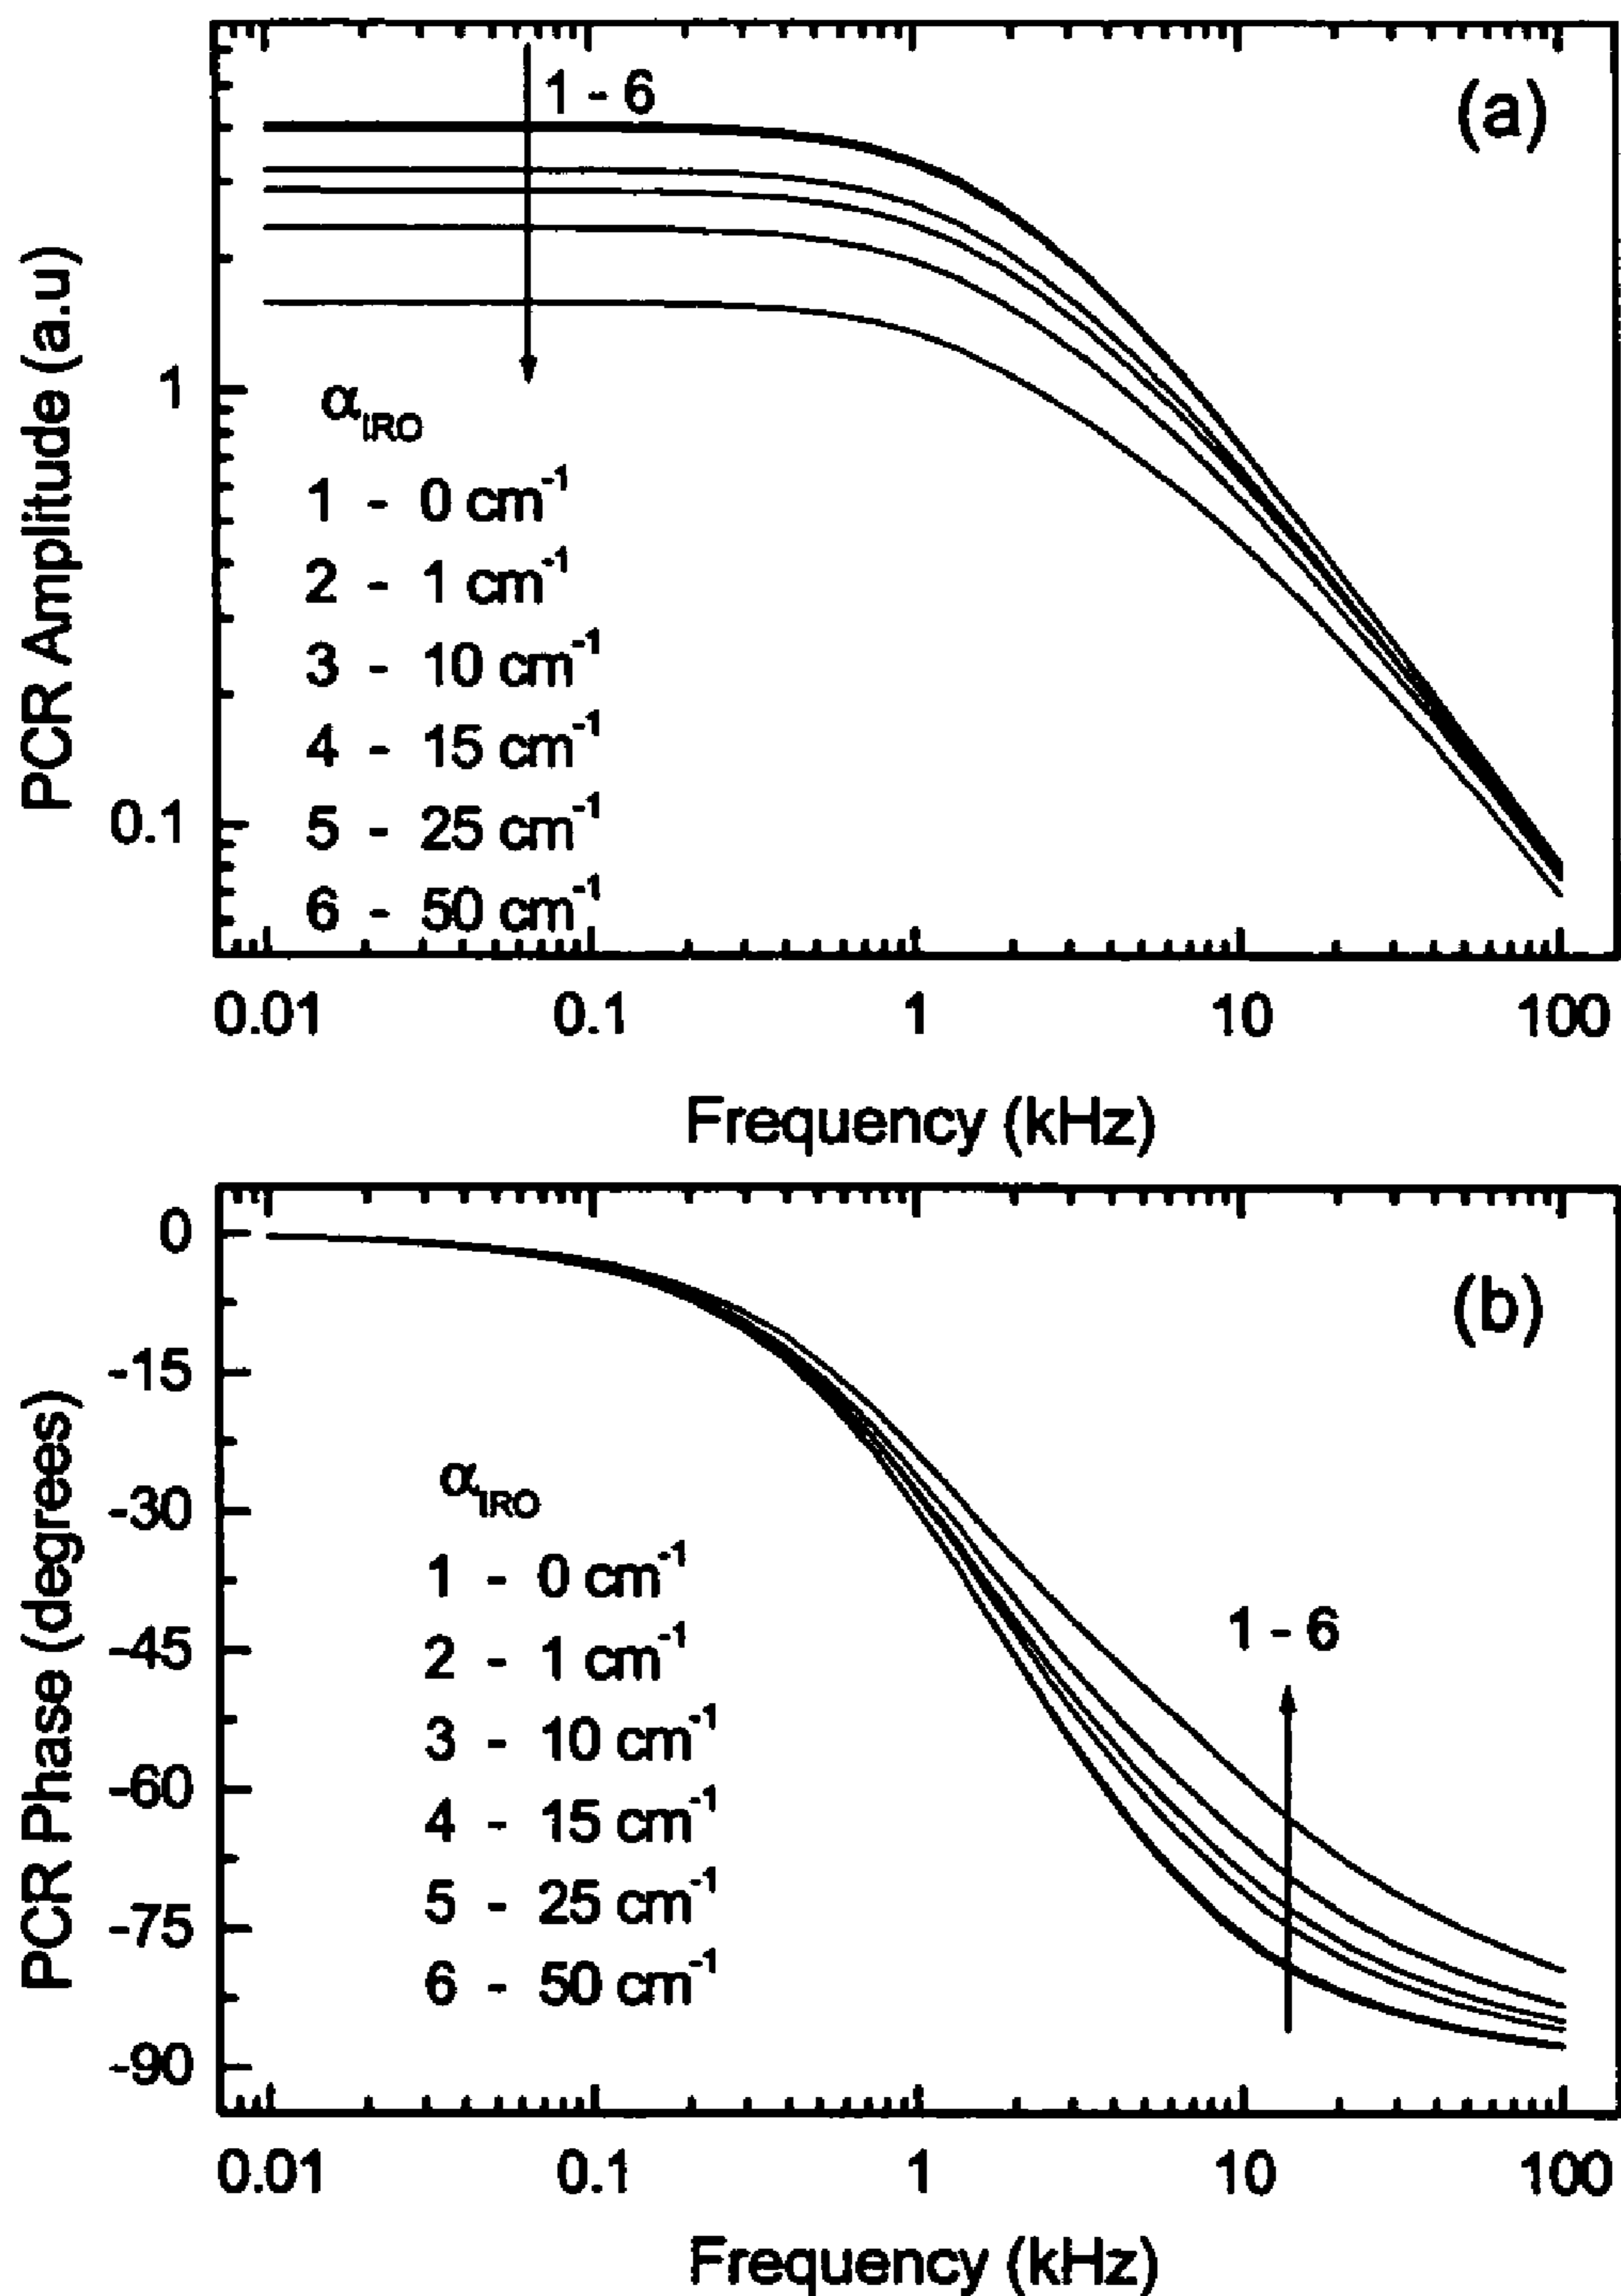 (a)
1 - 6
PCR Amplitude (a.u)
1
0.1
α_IRO
1 - 0 cm⁻¹
2 - 1 cm⁻¹
3 - 10 cm⁻¹
4 - 15 cm⁻¹
5 - 25 cm⁻¹
6 - 50 cm⁻¹
0.01 0.1 1 10 100
Frequency (kHz)
(b)
PCR Phase (degrees)
0
-15
-30
-45
-60
-75
-90
α_IRO
1 - 0 cm⁻¹
2 - 1 cm⁻¹
3 - 10 cm⁻¹
4 - 15 cm⁻¹
5 - 25 cm⁻¹
6 - 50 cm⁻¹
1 - 6
0.01 0.1 1 10 100
Frequency (kHz)